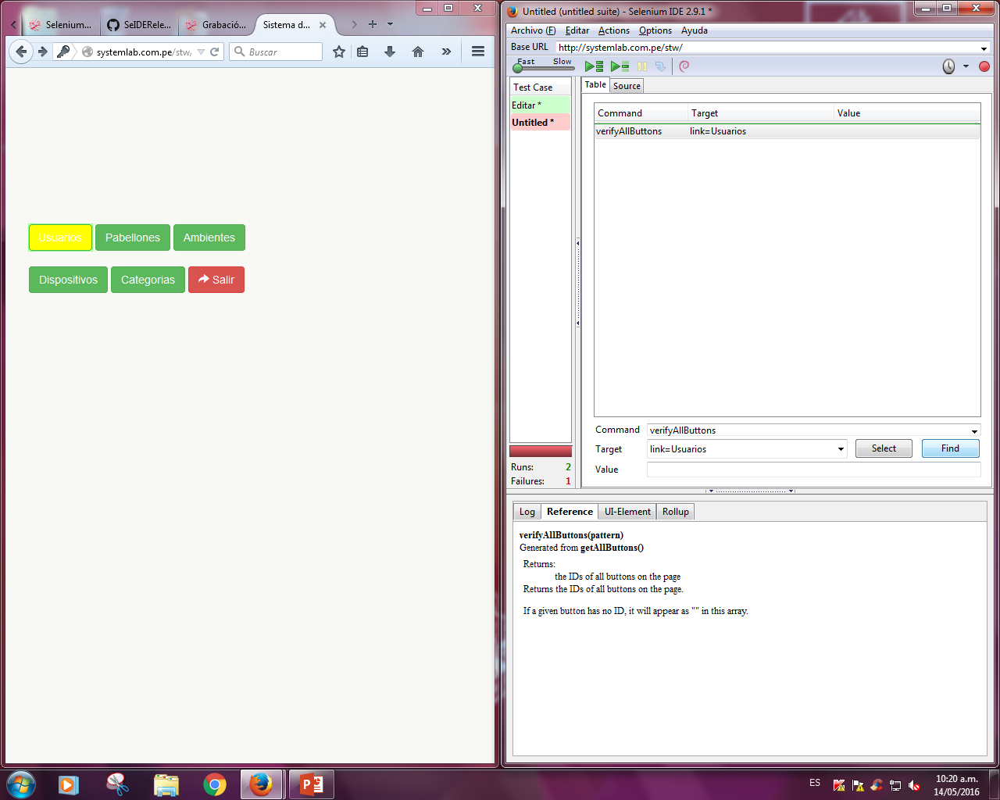 Selenium...
SeIDERele...
Grabació...
Sistema d...
systemlab.com.pe/stw,
Buscar
Usuarios
Pabellones
Ambientes
Dispositivos
Categorias
Salir
Untitled (untitled suite) - Selenium IDE 2.9.1 *
Archivo (F) Editar Actions Options Ayuda
Base URL http://systemlab.com.pe/stw/
Fast Slow
Test Case
Editar *
Untitled *
Runs: 2
Failures: 1
Table Source
Command Target Value
verifyAllButtons link=Usuarios
Command verifyAllButtons
Target link=Usuarios Select Find
Value
Log Reference UI-Element Rollup
verifyAllButtons(pattern)
Generated from getAllButtons()
Returns:
the IDs of all buttons on the page
Returns the IDs of all buttons on the page.
If a given button has no ID, it will appear as "" in this array.
ES
10:20 a.m.
14/05/2016